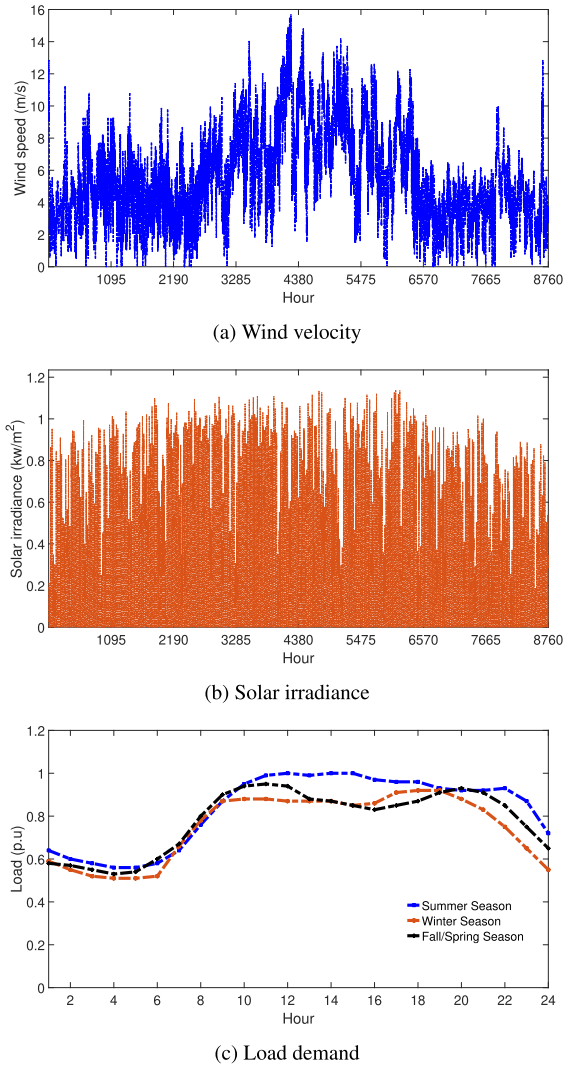 16
14
12
10
8
6
4
2
0
Wind speed (m/s)
1095 2190 3285 4380 5475 6570 7665 8760
Hour
(a) Wind velocity
1.2
1
0.8
0.6
0.4
0.2
0
Solar irradiance (kw/m²)
1095 2190 3285 4380 5475 6570 7665 8760
Hour
(b) Solar irradiance
1.2
1
0.8
0.6
0.4
0.2
0
Load (p.u)
Summer Season
Winter Season
Fall/Spring Season
2 4 6 8 10 12 14 16 18 20 22 24
Hour
(c) Load demand